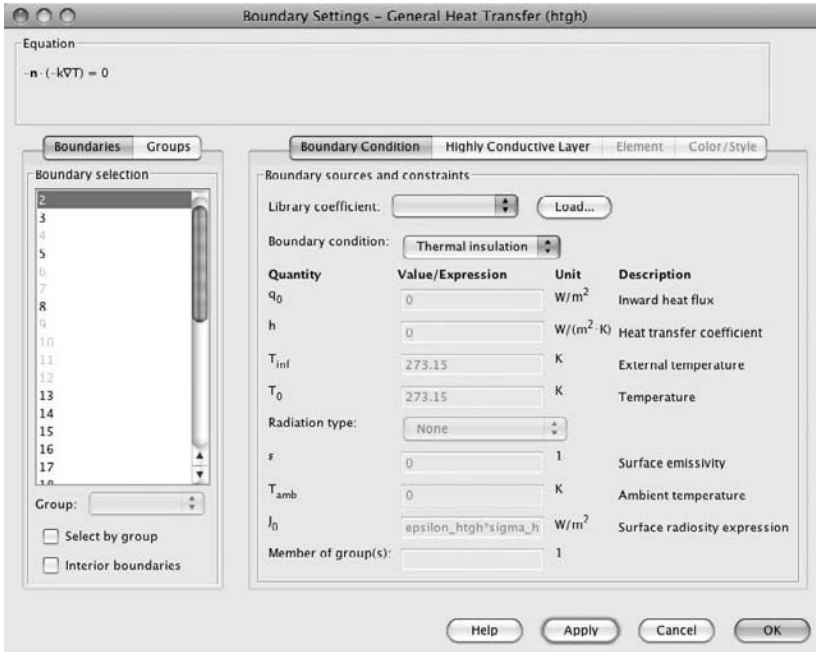 Boundary Settings – General Heat Transfer (htgh)
Equation
-n·(-k∇T) = 0
Boundaries Groups
Boundary selection
2
3
4
5
6
7
8
9
10
11
12
13
14
15
16
17
18
Group:
Select by group
Interior boundaries
Boundary Condition Highly Conductive Layer Element Color/Style
Boundary sources and constraints
Library coefficient: Load...
Boundary condition: Thermal insulation
Quantity Value/Expression Unit Description
q0 0 W/m² Inward heat flux
h 0 W/(m²·K) Heat transfer coefficient
Tinf 273.15 K External temperature
T0 273.15 K Temperature
Radiation type: None
ε 0 1 Surface emissivity
Tamb 0 K Ambient temperature
J0 epsilon_htgh*sigma_h W/m² Surface radiosity expression
Member of group(s): 1
Help Apply Cancel OK